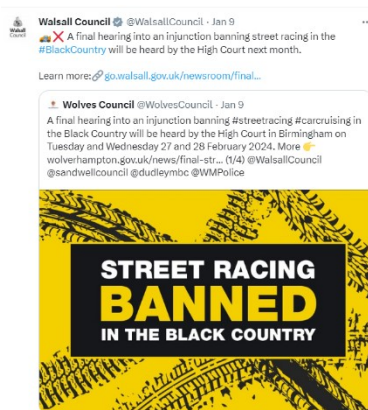 Walsall Council @WalsallCouncil · Jan 9
A final hearing into an injunction banning street racing in the
#BlackCountry will be heard by the High Court next month.
Learn more: go.walsall.gov.uk/newsroom/final...
Wolves Council @WolvesCouncil · Jan 9
A final hearing into an injunction banning #streetracing #carcruising in
the Black Country will be heard by the High Court in Birmingham on
Tuesday and Wednesday 27 and 28 February 2024. More
wolverhampton.gov.uk/news/final-str... (1/4) @WalsallCouncil
@sandwellcouncil @dudleymbc @WMPolice
STREET RACING
BANNED
IN THE BLACK COUNTRY